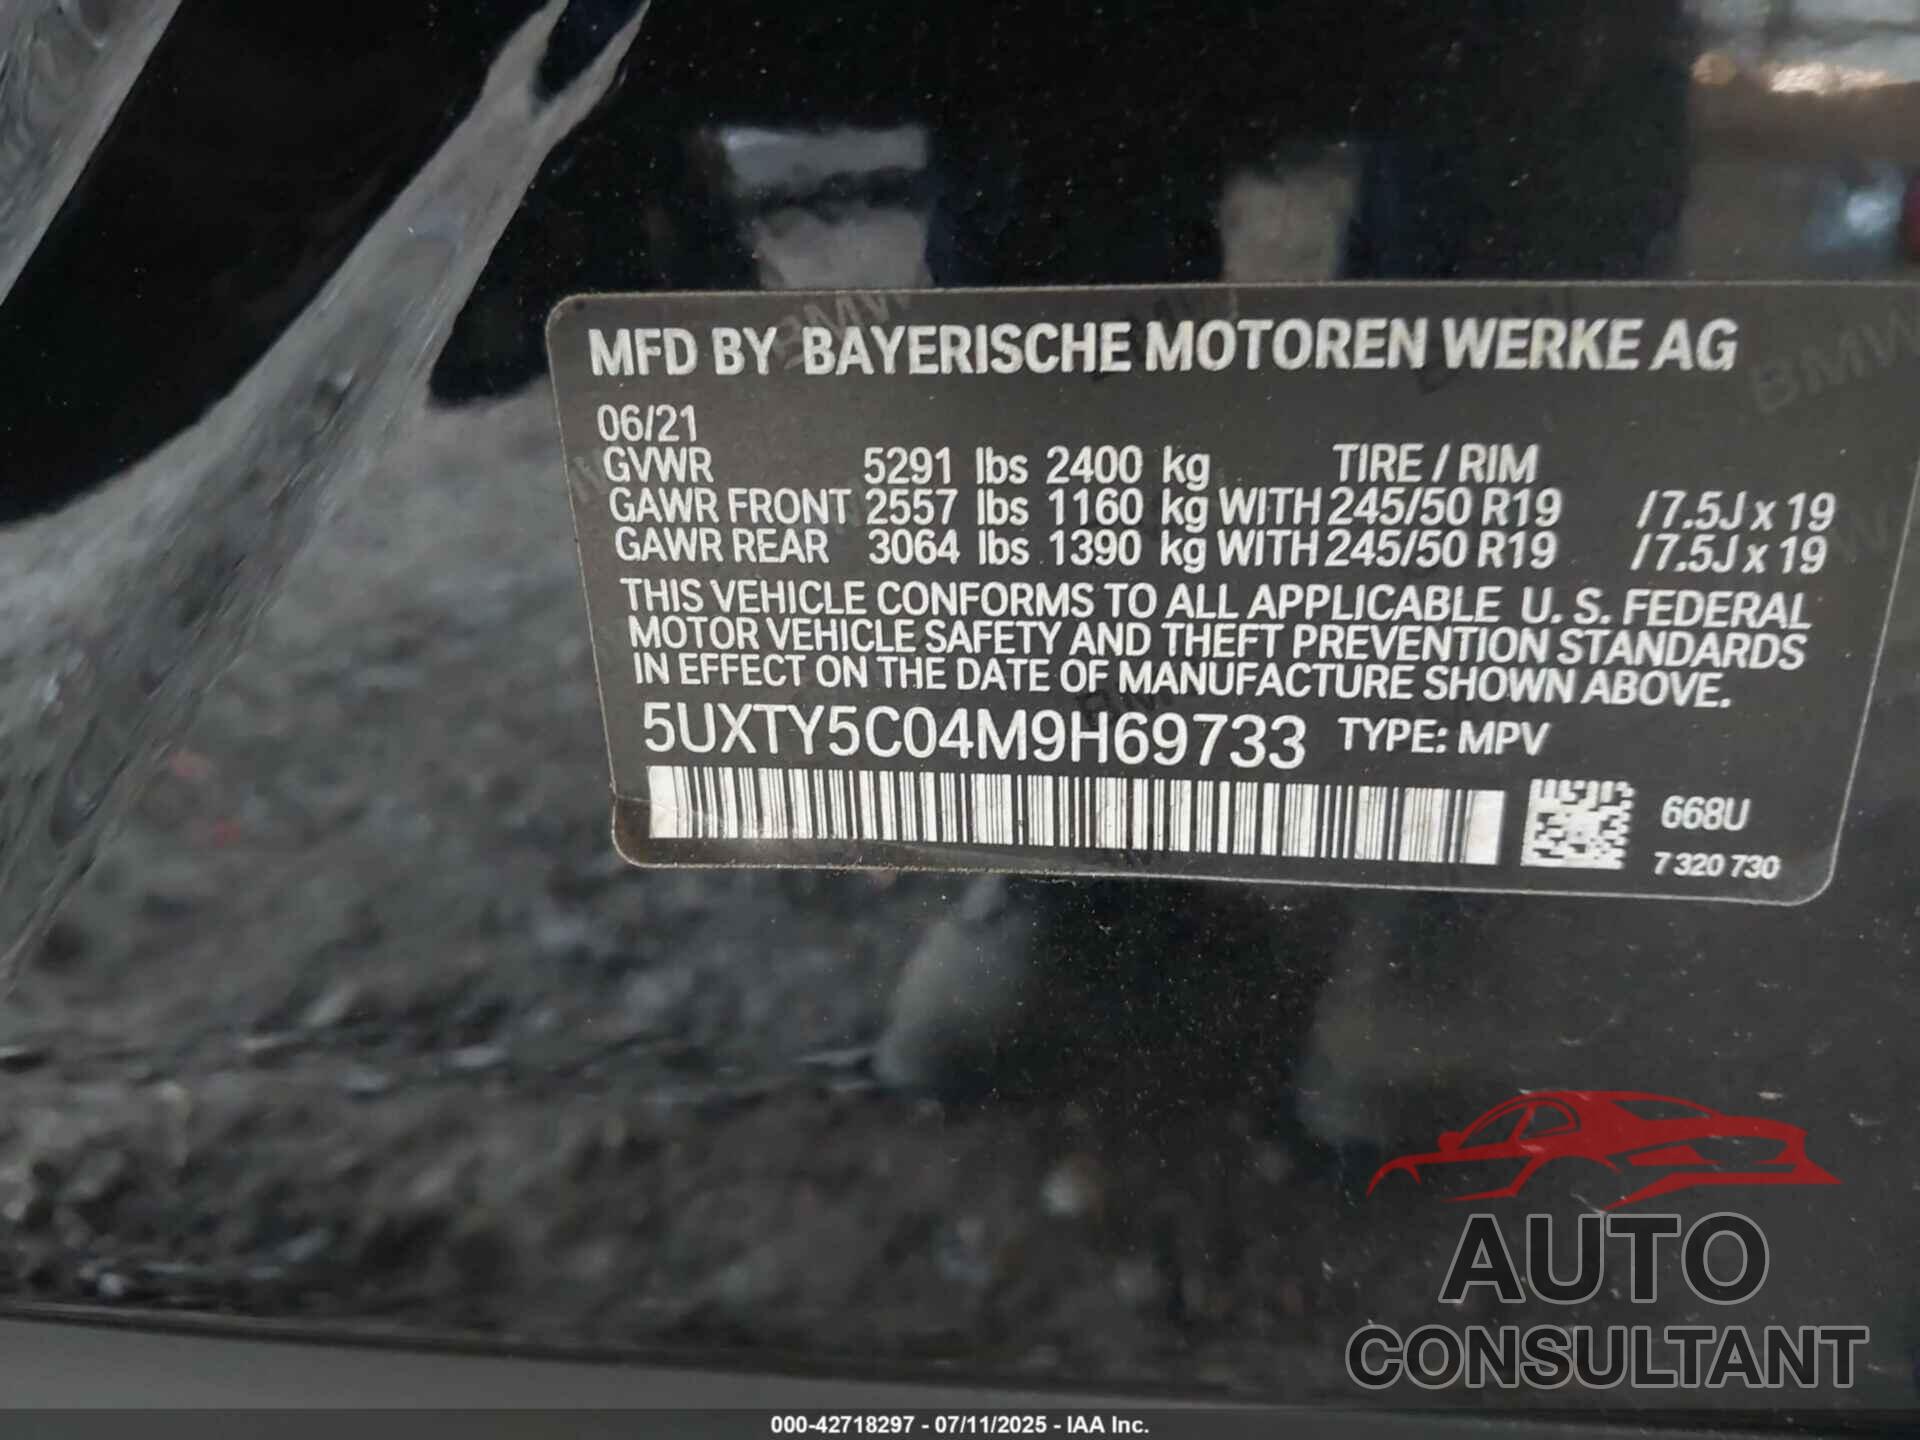 MFD BY BAYERISCHE MOTOREN WERKE AG
06/21
GVWR 5291 lbs 2400 kg TIRE / RIM
GAWR FRONT 2557 lbs 1160 kg WITH 245/50 R19 /7.5J x 19
GAWR REAR 3064 lbs 1390 kg WITH 245/50 R19 /7.5J x 19
THIS VEHICLE CONFORMS TO ALL APPLICABLE U. S. FEDERAL
MOTOR VEHICLE SAFETY AND THEFT PREVENTION STANDARDS
IN EFFECT ON THE DATE OF MANUFACTURE SHOWN ABOVE.
5UXTY5C04M9H69733 TYPE: MPV
668U
7 320 730
AUTO
CONSULTANT
000-42718297 - 07/11/2025 - IAA Inc.